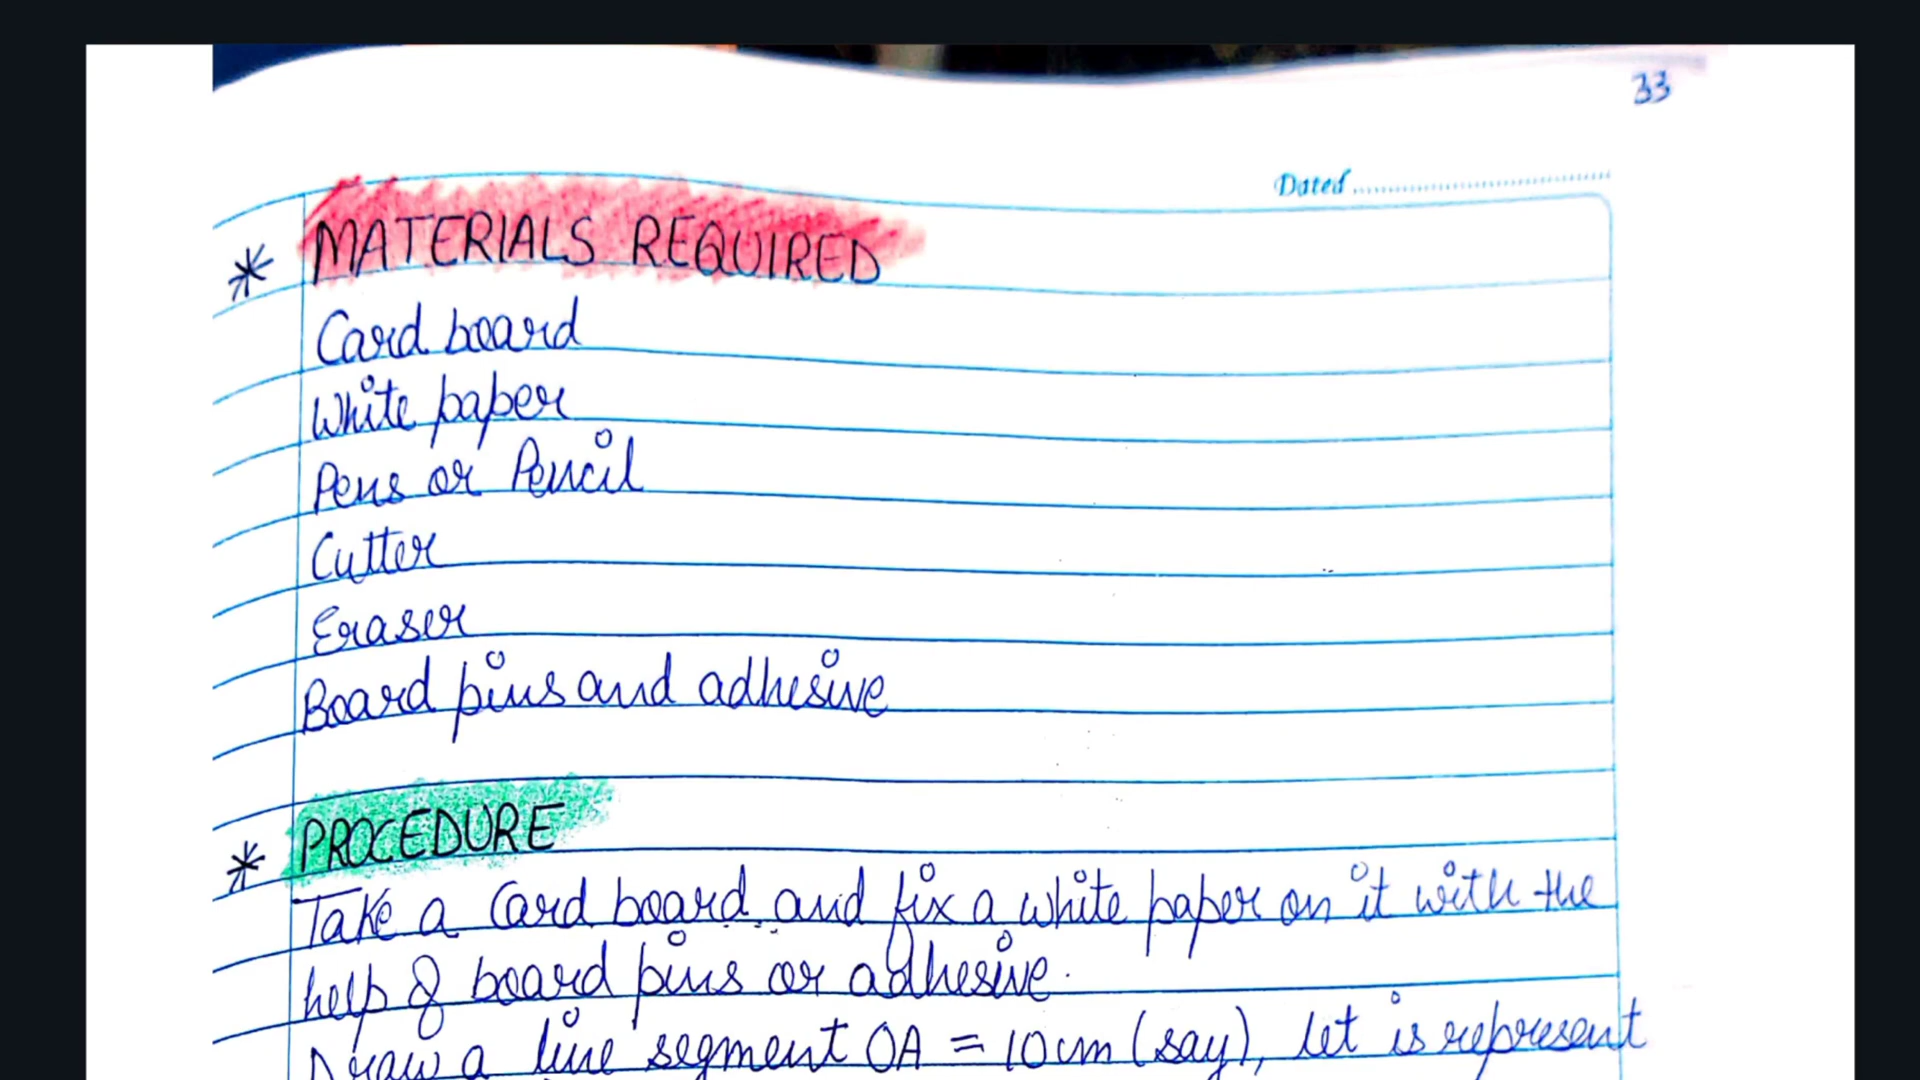 33
Dated
* MATERIALS REQUIRED
Card board
White paper
Pens or Pencil
Cutter
Eraser
Board pins and adhesive
* PROCEDURE
Take a Card board and fix a white paper on it with the
help of board pins or adhesive.
Draw a line segment OA = 10cm (say), let is represent